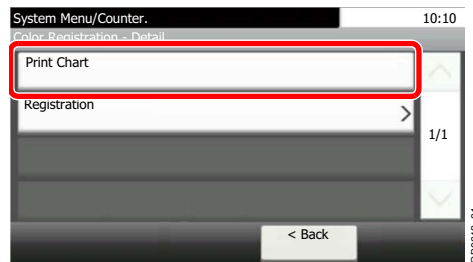 System Menu/Counter.
10:10
Color Registration - Detail
Print Chart
Registration
1/1
< Back